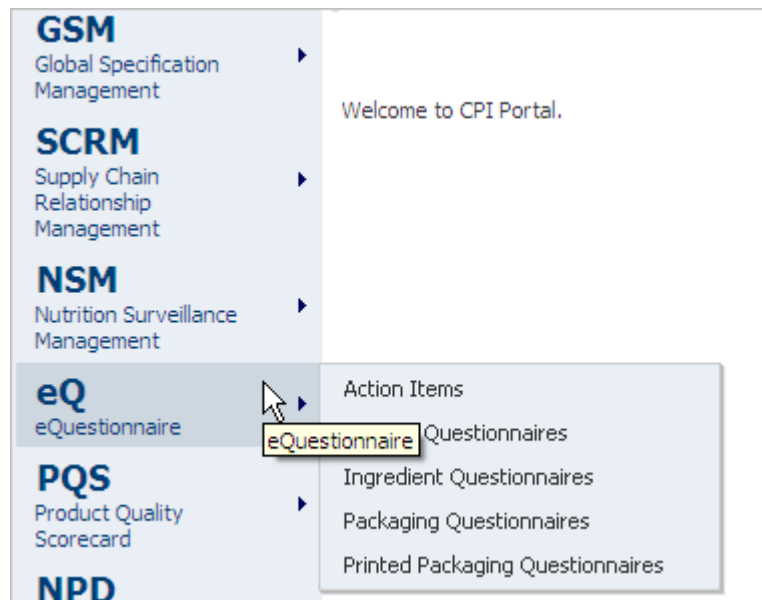 GSM
Global Specification
Management
Welcome to CPI Portal.
SCRM
Supply Chain
Relationship
Management
NSM
Nutrition Surveillance
Management
eQ
eQuestionnaire
eQuestionnaire
Action Items
Questionnaires
Ingredient Questionnaires
Packaging Questionnaires
Printed Packaging Questionnaires
PQS
Product Quality
Scorecard
NPD